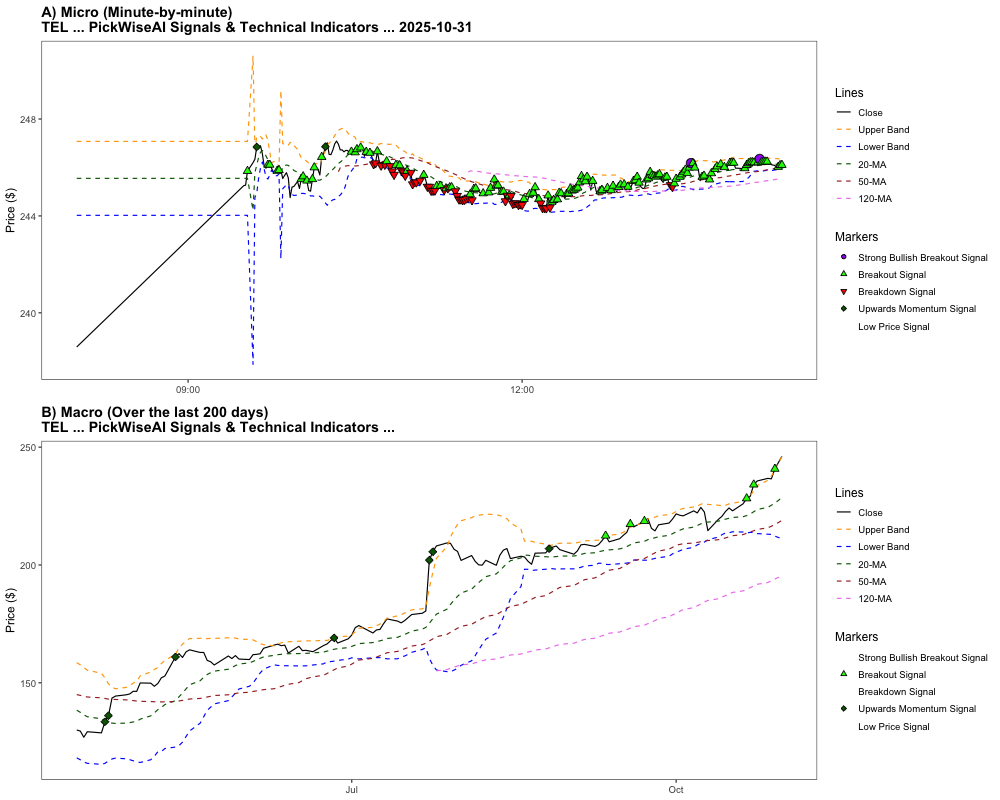 A) Micro (Minute-by-minute)
TEL ... PickWiseAI Signals & Technical Indicators ... 2025-10-31
Price ($)
248
244
240
09:00
12:00
Lines
Close
Upper Band
Lower Band
20-MA
50-MA
120-MA
Markers
Strong Bullish Breakout Signal
Breakout Signal
Breakdown Signal
Upwards Momentum Signal
Low Price Signal
B) Macro (Over the last 200 days)
TEL ... PickWiseAI Signals & Technical Indicators ...
Price ($)
250
200
150
Jul
Oct
Lines
Close
Upper Band
Lower Band
20-MA
50-MA
120-MA
Markers
Strong Bullish Breakout Signal
Breakout Signal
Breakdown Signal
Upwards Momentum Signal
Low Price Signal